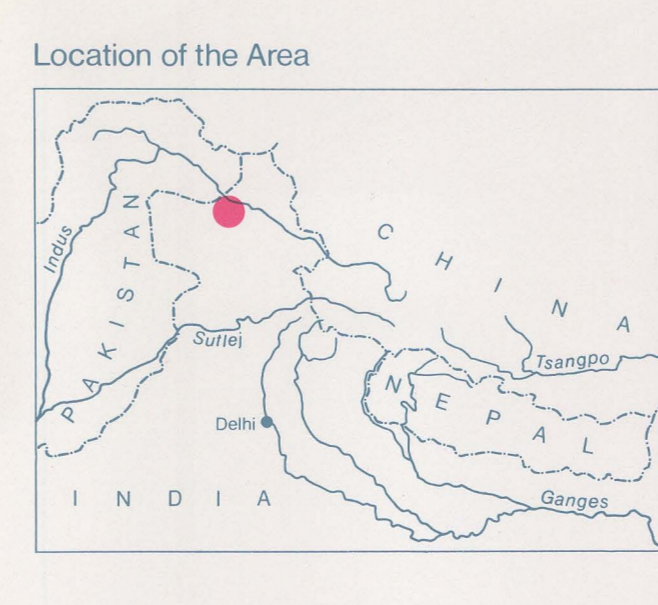 Location of the Area
Indus
PAKISTAN
CHINA
Sutlej
Tsangpo
NEPAL
Delhi
INDIA
Ganges